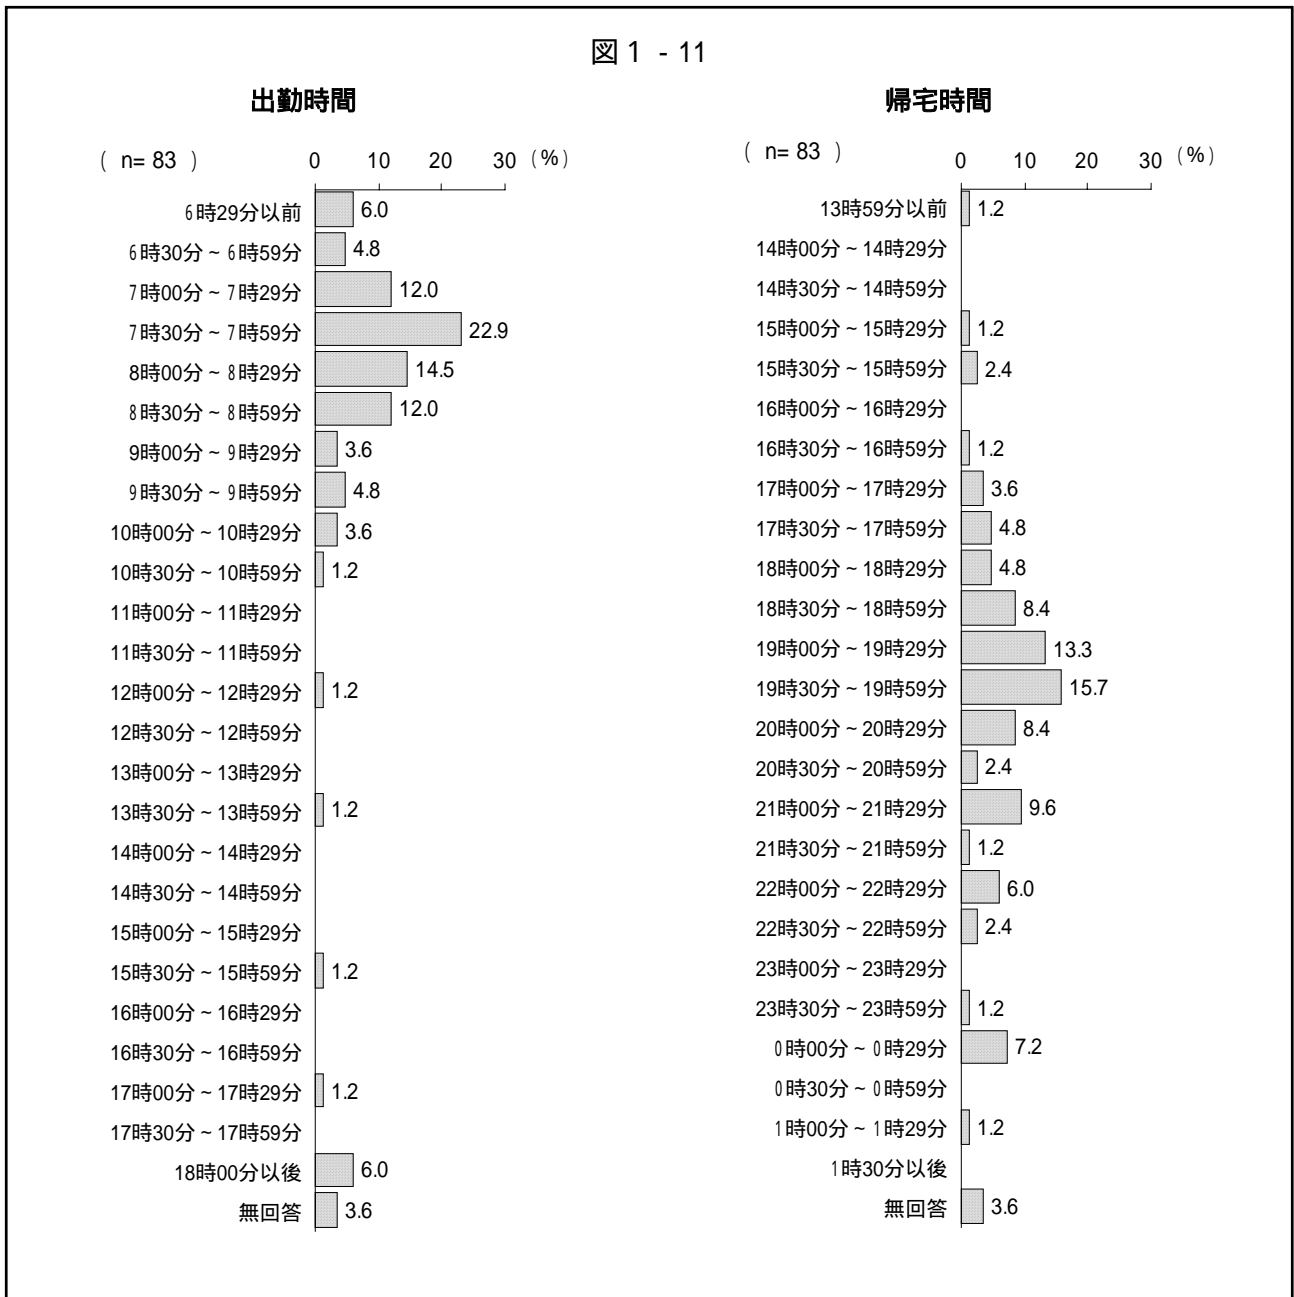 図1 - 11
出勤時間
( n= 83 )
0 10 20 30 (%)
6時29分以前 6.0
6時30分～6時59分 4.8
7時00分～7時29分 12.0
7時30分～7時59分 22.9
8時00分～8時29分 14.5
8時30分～8時59分 12.0
9時00分～9時29分 3.6
9時30分～9時59分 4.8
10時00分～10時29分 3.6
10時30分～10時59分 1.2
11時00分～11時29分
11時30分～11時59分
12時00分～12時29分 1.2
12時30分～12時59分
13時00分～13時29分
13時30分～13時59分 1.2
14時00分～14時29分
14時30分～14時59分
15時00分～15時29分
15時30分～15時59分 1.2
16時00分～16時29分
16時30分～16時59分
17時00分～17時29分 1.2
17時30分～17時59分
18時00分以後 6.0
無回答 3.6
帰宅時間
( n= 83 )
0 10 20 30 (%)
13時59分以前 1.2
14時00分～14時29分
14時30分～14時59分
15時00分～15時29分 1.2
15時30分～15時59分 2.4
16時00分～16時29分
16時30分～16時59分 1.2
17時00分～17時29分 3.6
17時30分～17時59分 4.8
18時00分～18時29分 4.8
18時30分～18時59分 8.4
19時00分～19時29分 13.3
19時30分～19時59分 15.7
20時00分～20時29分 8.4
20時30分～20時59分 2.4
21時00分～21時29分 9.6
21時30分～21時59分 1.2
22時00分～22時29分 6.0
22時30分～22時59分 2.4
23時00分～23時29分
23時30分～23時59分 1.2
0時00分～0時29分 7.2
0時30分～0時59分
1時00分～1時29分 1.2
1時30分以後
無回答 3.6